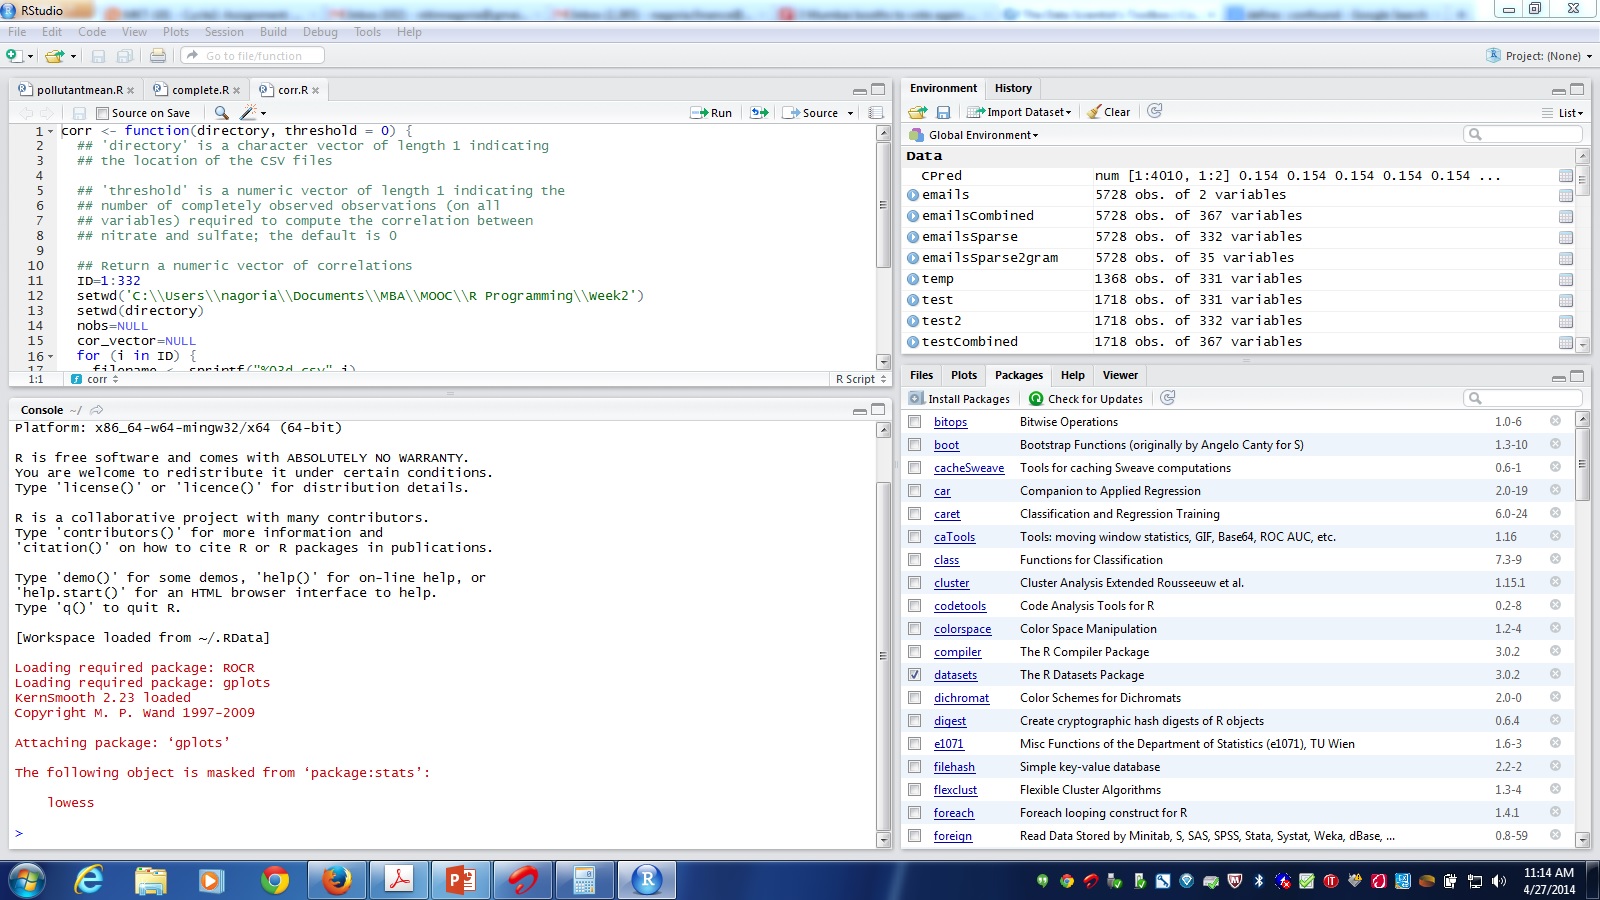 RStudio
File Edit Code View Plots Session Build Debug Tools Help
Go to file/function
Project: (None)
pollutantmean.R
complete.R
corr.R
Source on Save
Run
Source
1 corr <- function(directory, threshold = 0) {
2 ## 'directory' is a character vector of length 1 indicating
3 ## the location of the CSV files
4
5 ## 'threshold' is a numeric vector of length 1 indicating the
6 ## number of completely observed observations (on all
7 ## variables) required to compute the correlation between
8 ## nitrate and sulfate; the default is 0
9
10 ## Return a numeric vector of correlations
11 ID=1:332
12 setwd('C:\\Users\\nagoria\\Documents\\MBA\\MOOC\\R Programming\\Week2')
13 setwd(directory)
14 nobs=NULL
15 cor_vector=NULL
16 for (i in ID) {
17 filename <- sprintf("%03d.csv",i)
1:1 corr R Script
Console ~/
Platform: x86_64-w64-mingw32/x64 (64-bit)
R is free software and comes with ABSOLUTELY NO WARRANTY.
You are welcome to redistribute it under certain conditions.
Type 'license()' or 'licence()' for distribution details.
R is a collaborative project with many contributors.
Type 'contributors()' for more information and
'citation()' on how to cite R or R packages in publications.
Type 'demo()' for some demos, 'help()' for on-line help, or
'help.start()' for an HTML browser interface to help.
Type 'q()' to quit R.
[Workspace loaded from ~/.RData]
Loading required package: ROCR
Loading required package: gplots
KernSmooth 2.23 loaded
Copyright M. P. Wand 1997-2009
Attaching package: ‘gplots’
The following object is masked from ‘package:stats’:
lowess
>
Environment History
Import Dataset
Clear
List
Global Environment
Data
CPred num [1:4010, 1:2] 0.154 0.154 0.154 0.154 0.154 ...
emails 5728 obs. of 2 variables
emailsCombined 5728 obs. of 367 variables
emailsSparse 5728 obs. of 332 variables
emailsSparse2gram 5728 obs. of 35 variables
temp 1368 obs. of 331 variables
test 1718 obs. of 331 variables
test2 1718 obs. of 332 variables
testCombined 1718 obs. of 367 variables
Files Plots Packages Help Viewer
Install Packages
Check for Updates
bitops Bitwise Operations 1.0-6
boot Bootstrap Functions (originally by Angelo Canty for S) 1.3-10
cacheSweave Tools for caching Sweave computations 0.6-1
car Companion to Applied Regression 2.0-19
caret Classification and Regression Training 6.0-24
caTools Tools: moving window statistics, GIF, Base64, ROC AUC, etc. 1.16
class Functions for Classification 7.3-9
cluster Cluster Analysis Extended Rousseeuw et al. 1.15.1
codetools Code Analysis Tools for R 0.2-8
colorspace Color Space Manipulation 1.2-4
compiler The R Compiler Package 3.0.2
datasets The R Datasets Package 3.0.2
dichromat Color Schemes for Dichromats 2.0-0
digest Create cryptographic hash digests of R objects 0.6.4
e1071 Misc Functions of the Department of Statistics (e1071), TU Wien 1.6-3
filehash Simple key-value database 2.2-2
flexclust Flexible Cluster Algorithms 1.3-4
foreach Foreach looping construct for R 1.4.1
foreign Read Data Stored by Minitab, S, SAS, SPSS, Stata, Systat, Weka, dBase, ... 0.8-59
11:14 AM
4/27/2014